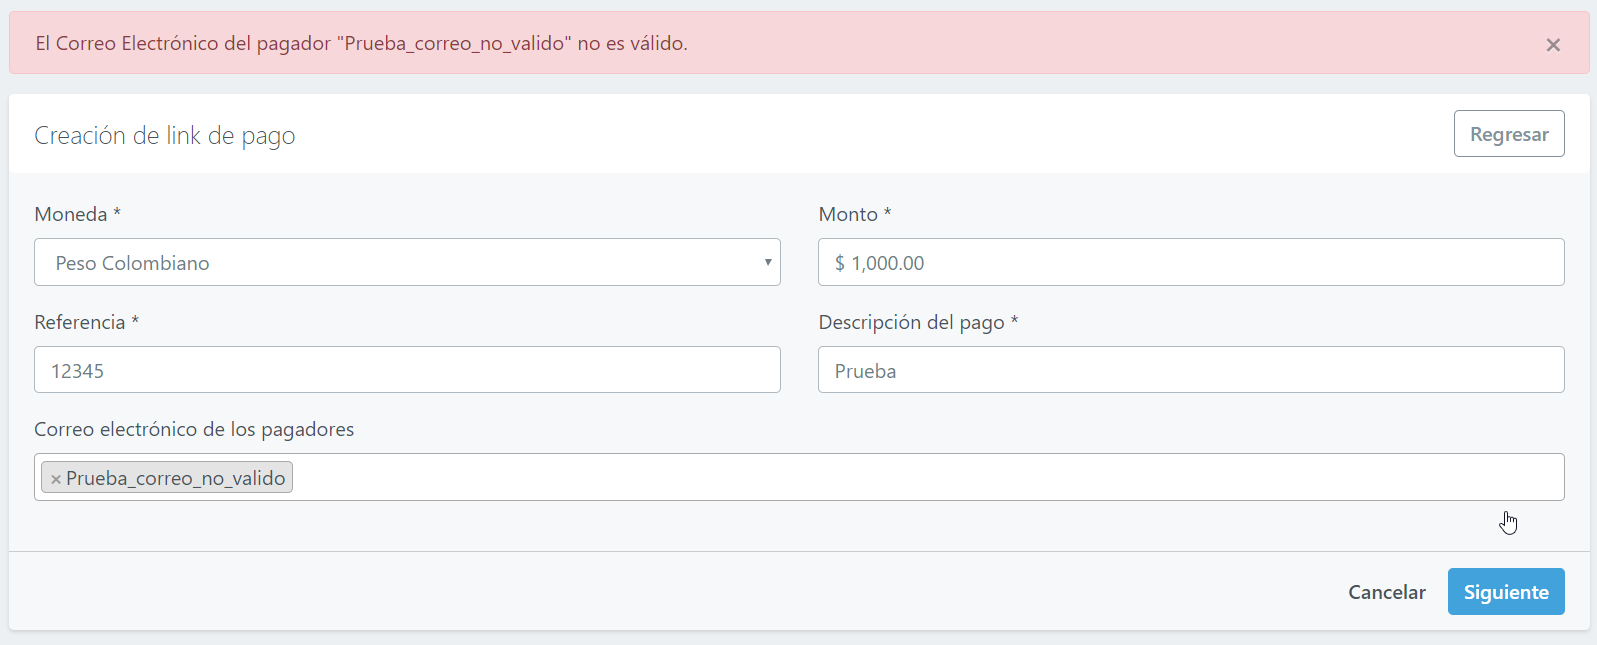 El Correo Electrónico del pagador "Prueba_correo_no_valido" no es válido.
×
Creación de link de pago
Regresar
Moneda *
Monto *
Peso Colombiano
$ 1,000.00
Referencia *
Descripción del pago *
12345
Prueba
Correo electrónico de los pagadores
× Prueba_correo_no_valido
Cancelar
Siguiente